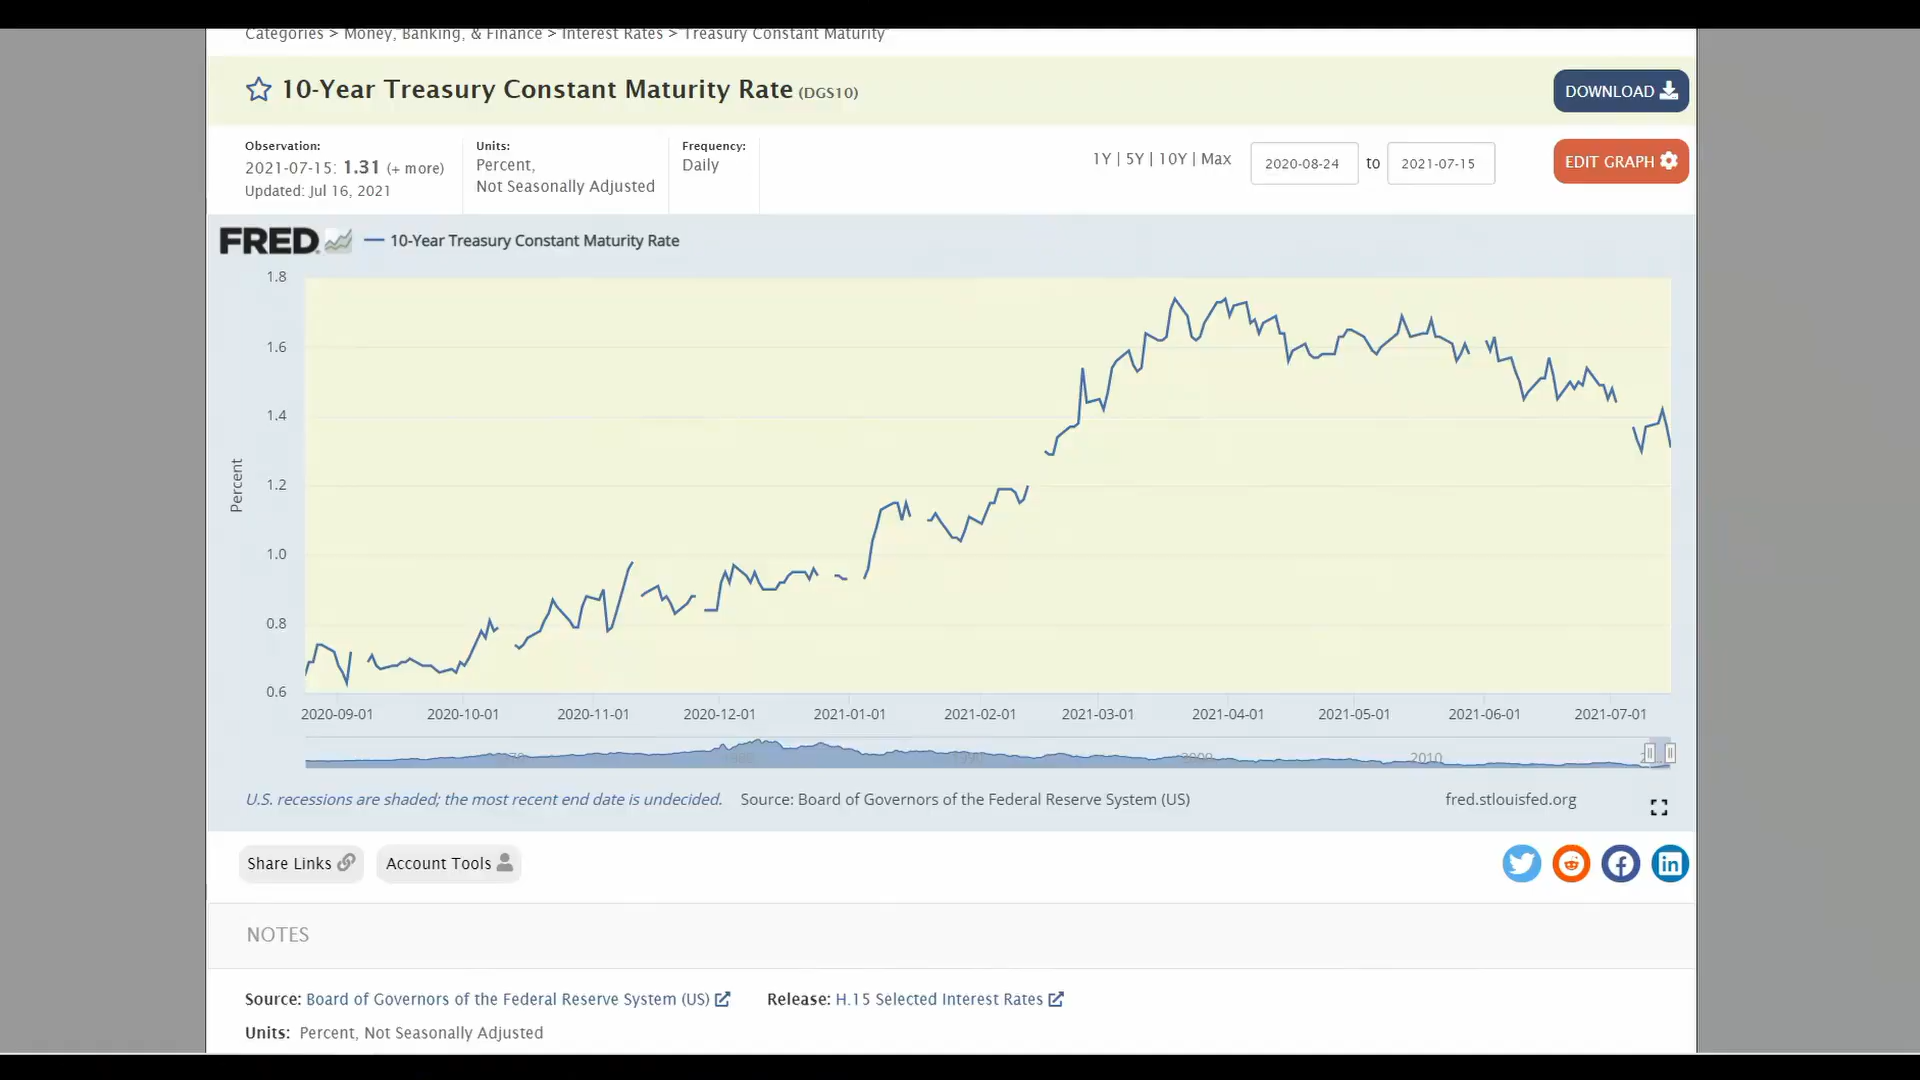 Categories > Money, Banking, & Finance > Interest Rates > Treasury Constant Maturity
10-Year Treasury Constant Maturity Rate (DGS10)
DOWNLOAD
Observation:
2021-07-15: 1.31 (+ more)
Updated: Jul 16, 2021
Units:
Percent,
Not Seasonally Adjusted
Frequency:
Daily
1Y | 5Y | 10Y | Max
2020-08-24 to 2021-07-15
EDIT GRAPH
FRED
10-Year Treasury Constant Maturity Rate
1.8
1.6
1.4
1.2
1.0
0.8
0.6
Percent
2020-09-01 2020-10-01 2020-11-01 2020-12-01 2021-01-01 2021-02-01 2021-03-01 2021-04-01 2021-05-01 2021-06-01 2021-07-01
1980 1990 2000 2010
U.S. recessions are shaded; the most recent end date is undecided. Source: Board of Governors of the Federal Reserve System (US) fred.stlouisfed.org
Share Links Account Tools
NOTES
Source: Board of Governors of the Federal Reserve System (US) Release: H.15 Selected Interest Rates
Units: Percent, Not Seasonally Adjusted